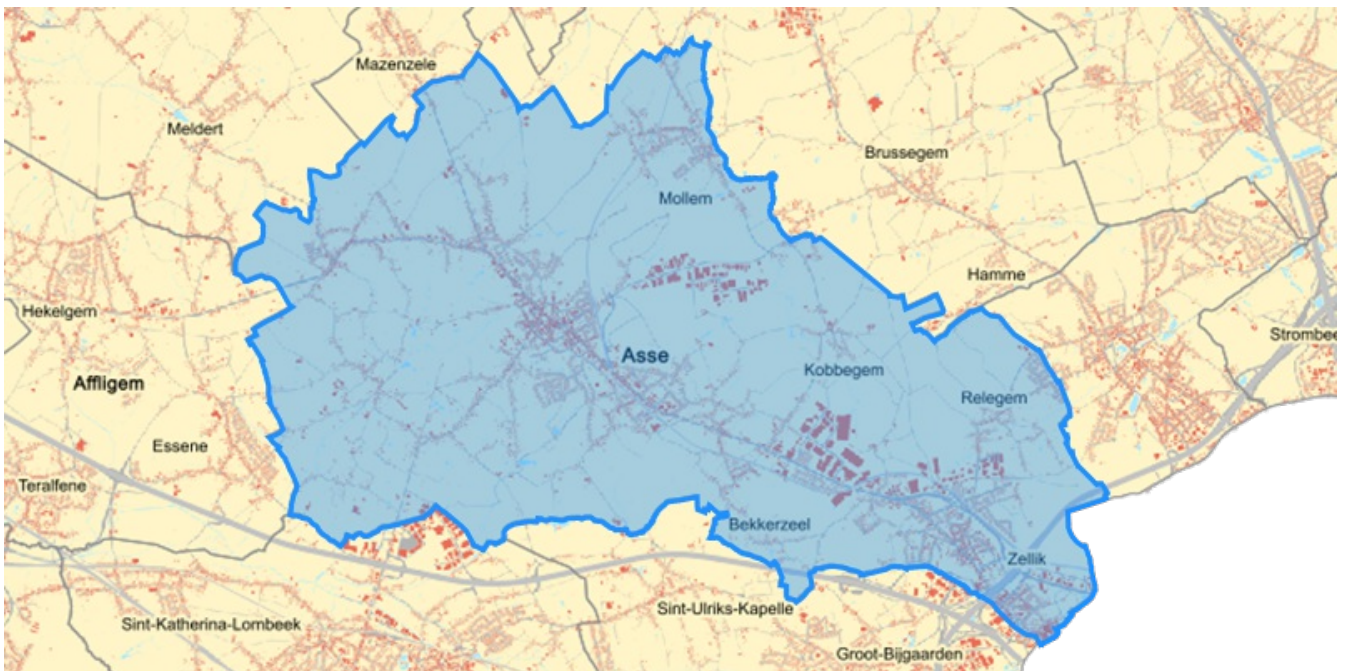 Mazenzele
Meldert
Brussegem
Mollem
Hamme
Hekelgem
Strombee
Asse
Affligem
Kobbegem
Relegem
Essene
Teralfene
Bekkerzeel
Zellik
Sint-Ulriks-Kapelle
Sint-Katherina-Lombeek
Groot-Bijgaarden